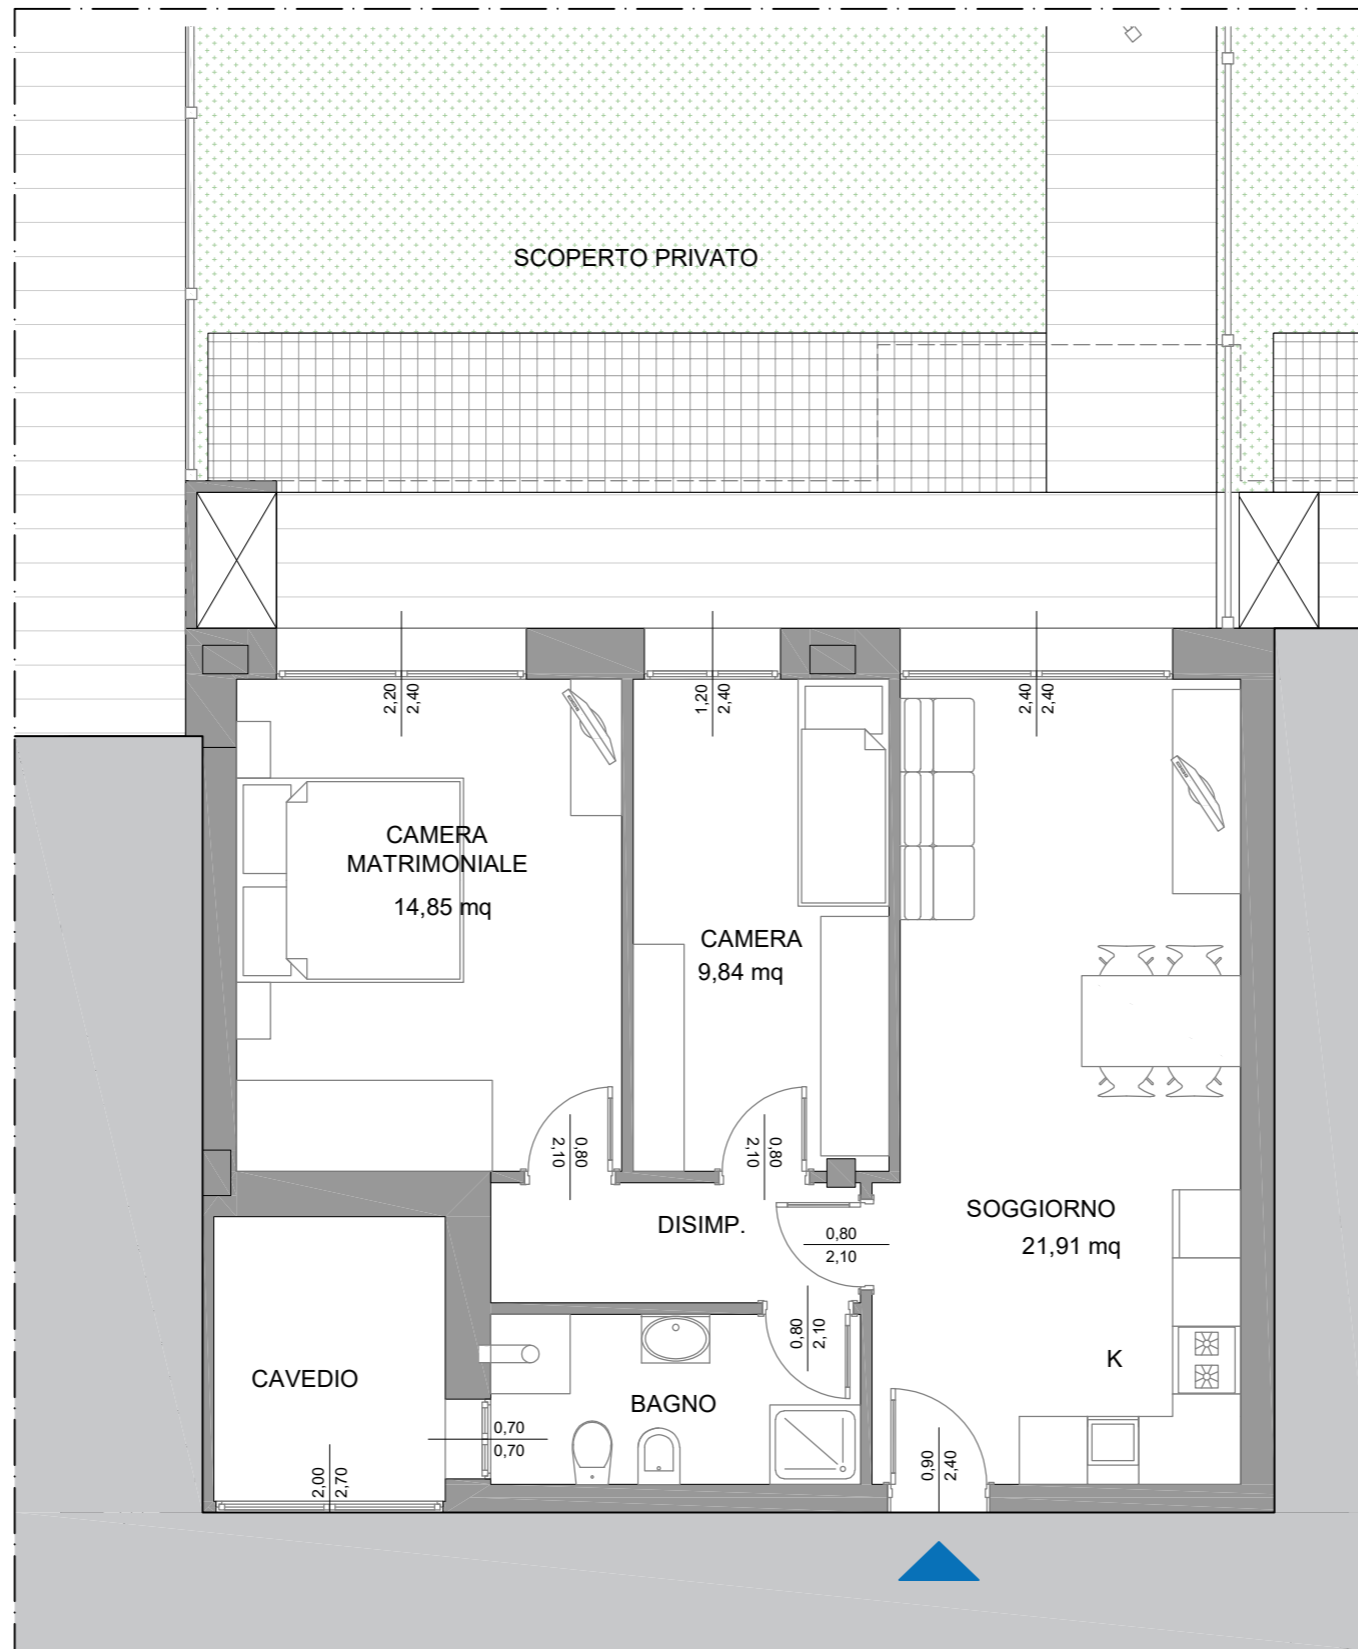 SCOPERTO PRIVATO
2,20
2,40
1,20
2,40
2,40
2,40
CAMERA
MATRIMONIALE
14,85 mq
CAMERA
9,84 mq
0,80
2,10
0,80
2,10
DISIMP.
0,80
2,10
SOGGIORNO
21,91 mq
0,80
2,10
K
CAVEDIO
BAGNO
0,70
0,70
2,00
2,70
0,90
2,40